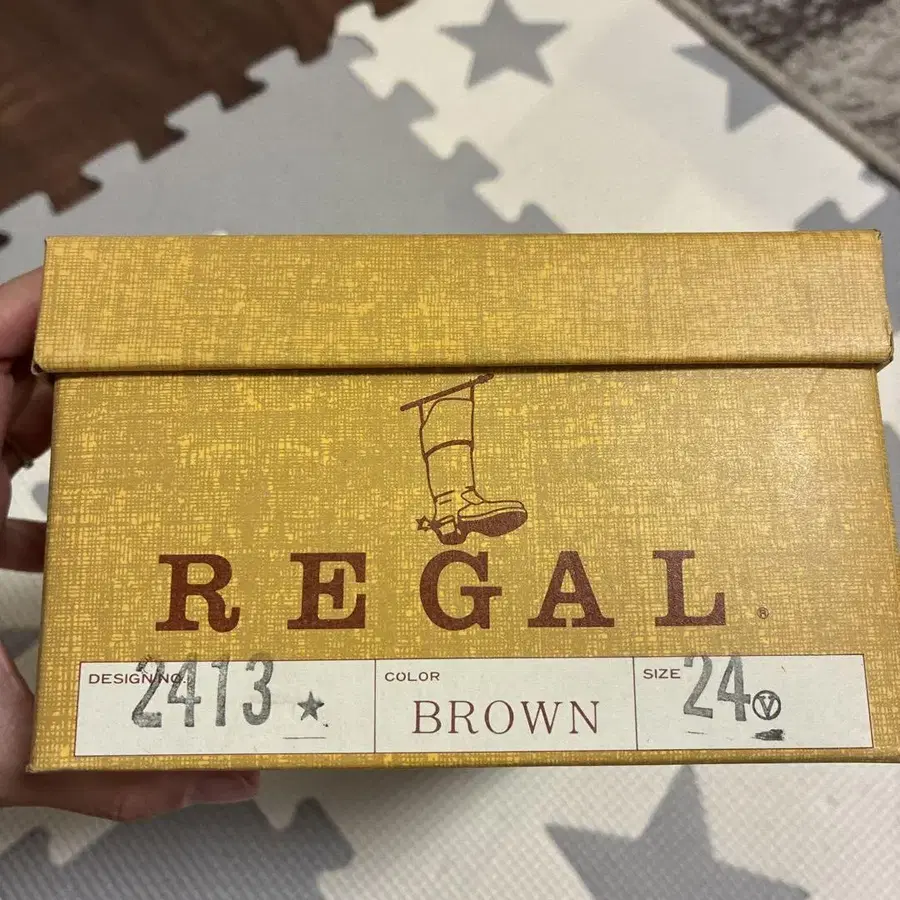 REGAL®
DESIGN NO. 2413 ★
COLOR BROWN
SIZE 24 Ⓥ